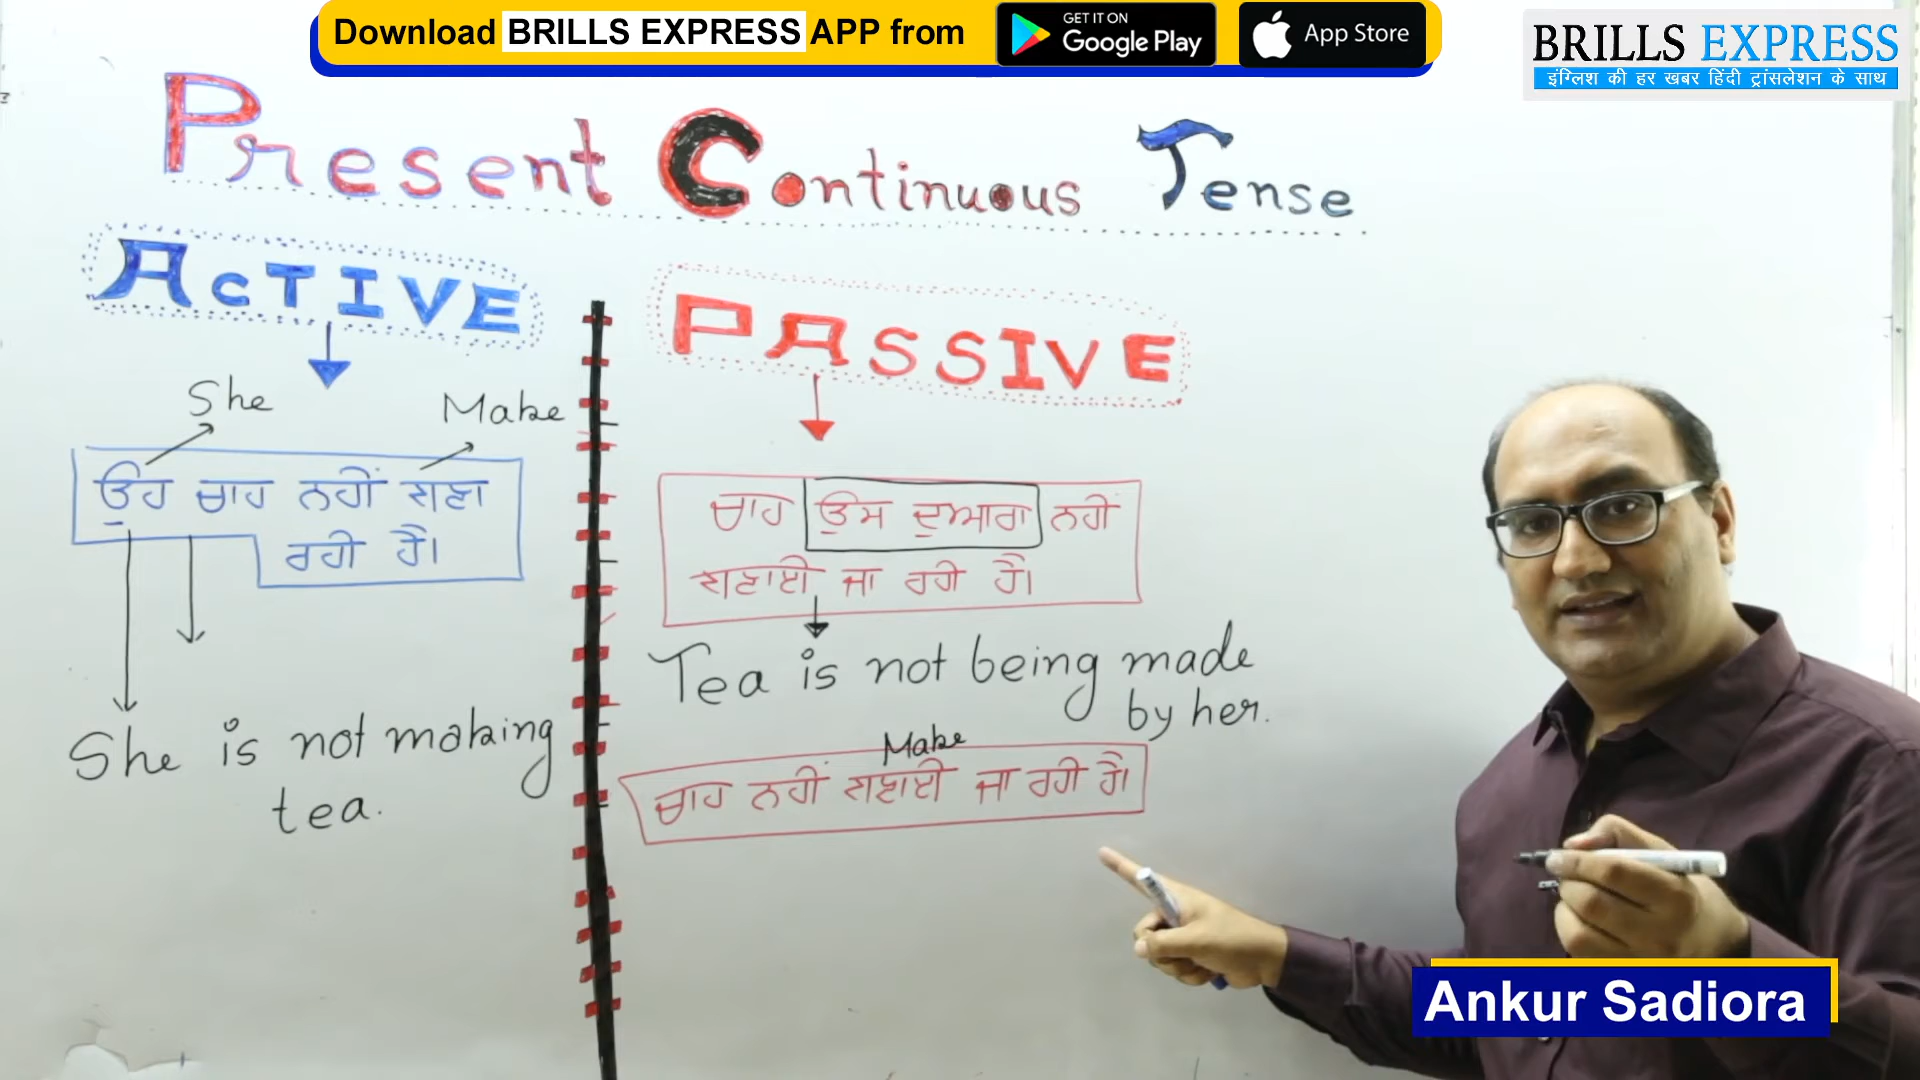 Download BRILLS EXPRESS APP from
GET IT ON
Google Play
App Store
BRILLS EXPRESS
इंग्लिश की हर खबर हिंदी ट्रांसलेशन के साथ
Present Continuous Tense
ACTIVE
She
Make
ਉਹ ਚਾਹ ਨਹੀਂ ਬਣਾ
ਰਹੀ ਹੈ।
She is not making
tea.
PASSIVE
ਚਾਹ ਉਸ ਦੁਆਰਾ ਨਹੀਂ
ਬਣਾਈ ਜਾ ਰਹੀ ਹੈ।
Tea is not being made
by her.
Make
ਚਾਹ ਨਹੀਂ ਬਣਾਈ ਜਾ ਰਹੀ ਹੈ।
Ankur Sadiora